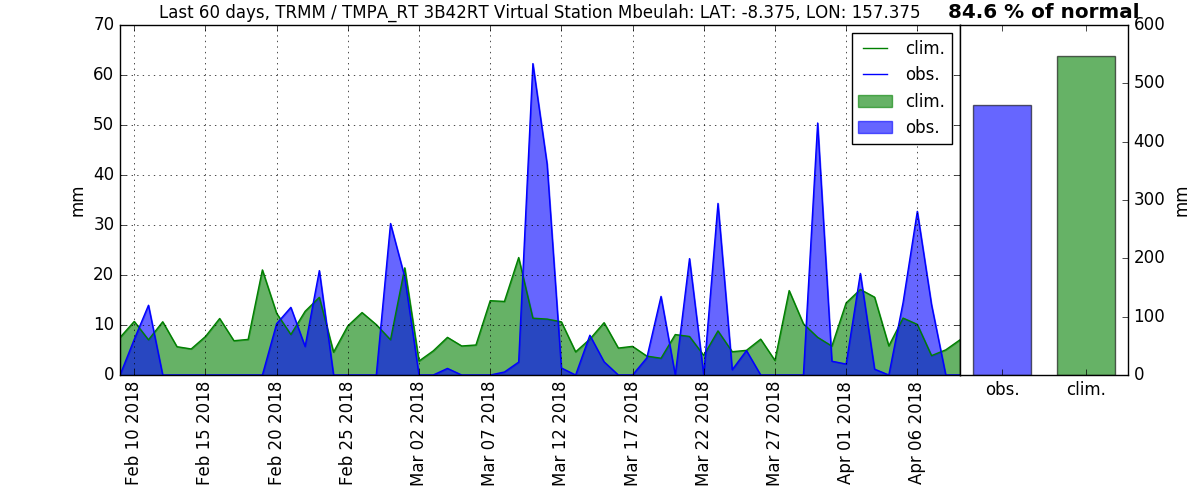 Last 60 days, TRMM / TMPA_RT 3B42RT Virtual Station Mbeulah: LAT: -8.375, LON: 157.375
84.6 % of normal
70
60
50
40
30
20
10
0
mm
clim.
obs.
clim.
obs.
Feb 10 2018
Feb 15 2018
Feb 20 2018
Feb 25 2018
Mar 02 2018
Mar 07 2018
Mar 12 2018
Mar 17 2018
Mar 22 2018
Mar 27 2018
Apr 01 2018
Apr 06 2018
600
500
400
300
200
100
0
mm
obs.
clim.